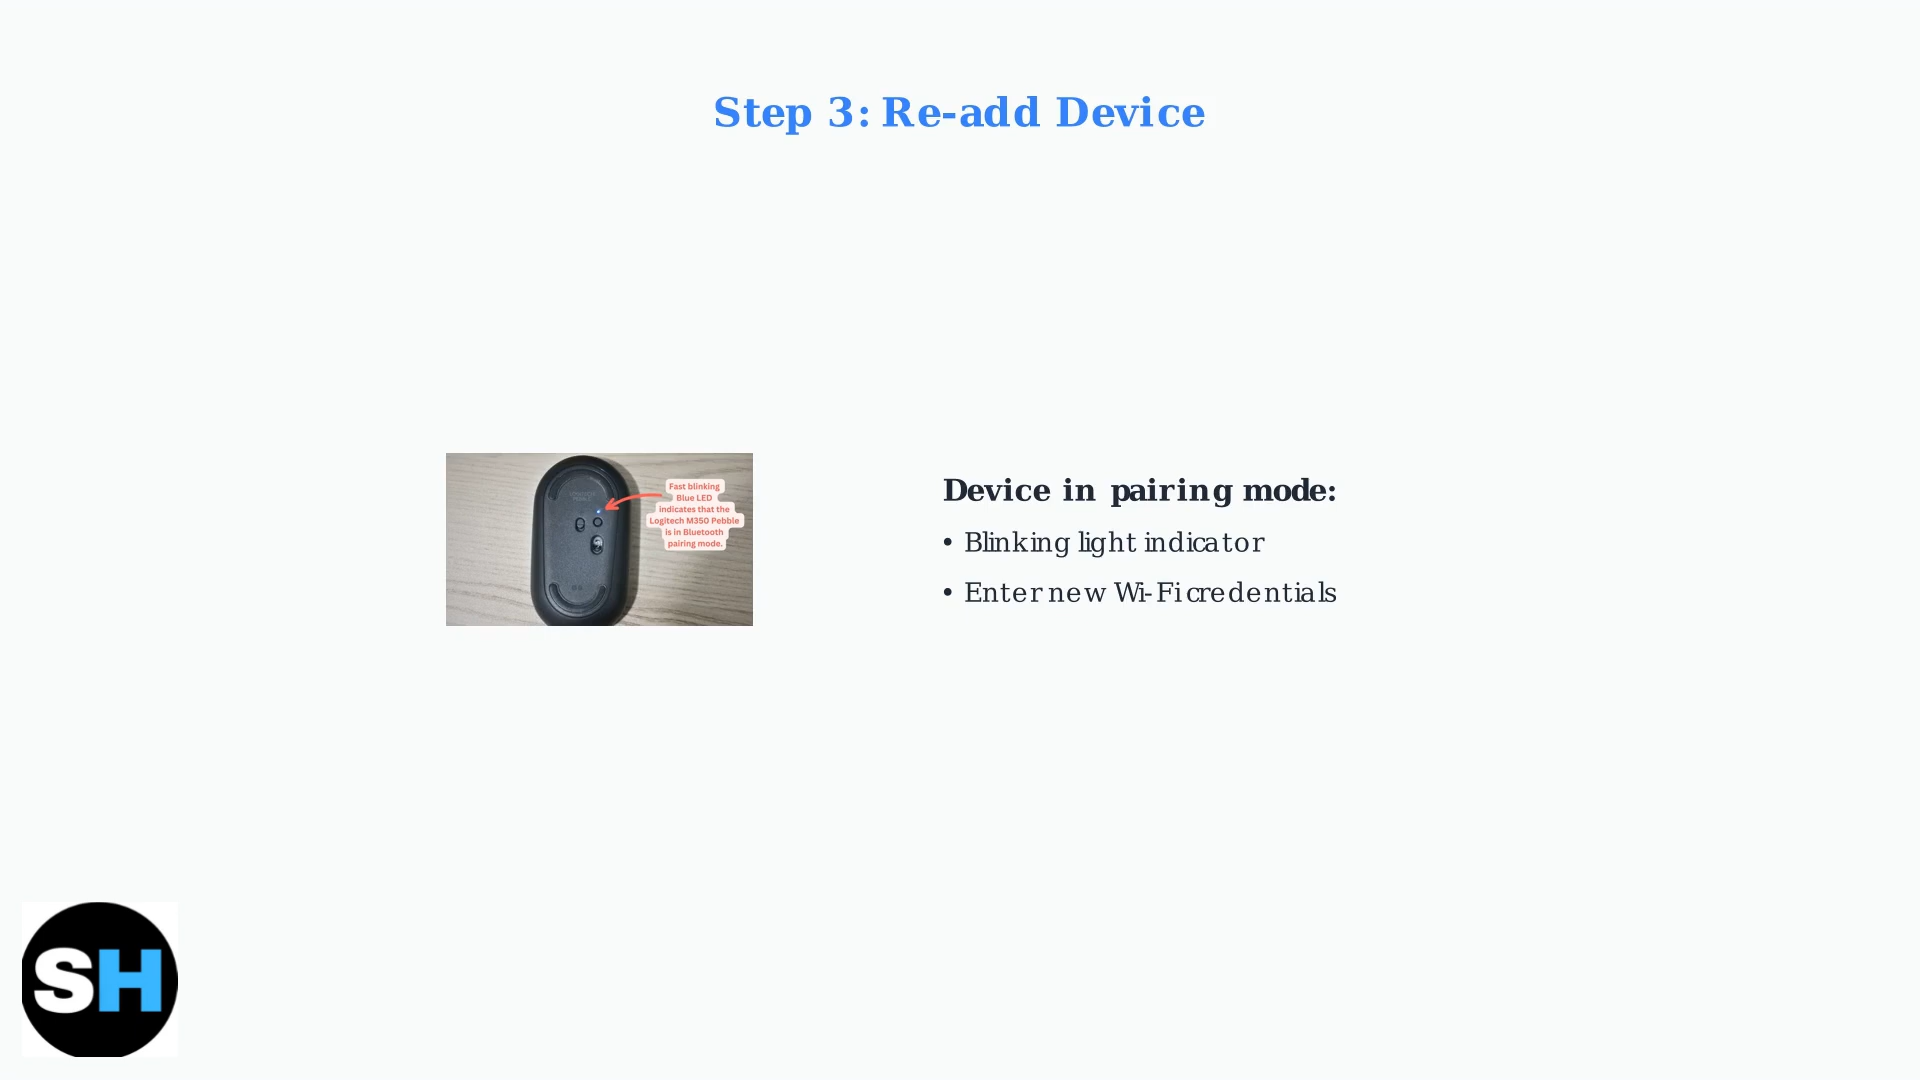 Step 3: Re-add Device
Fast blinking
Blue LED
indicates that the
Logitech M350 Pebble
is in Bluetooth
pairing mode.
Device in pairing mode:
• Blinking light indicator
• Enter new Wi-Fi credentials
SH